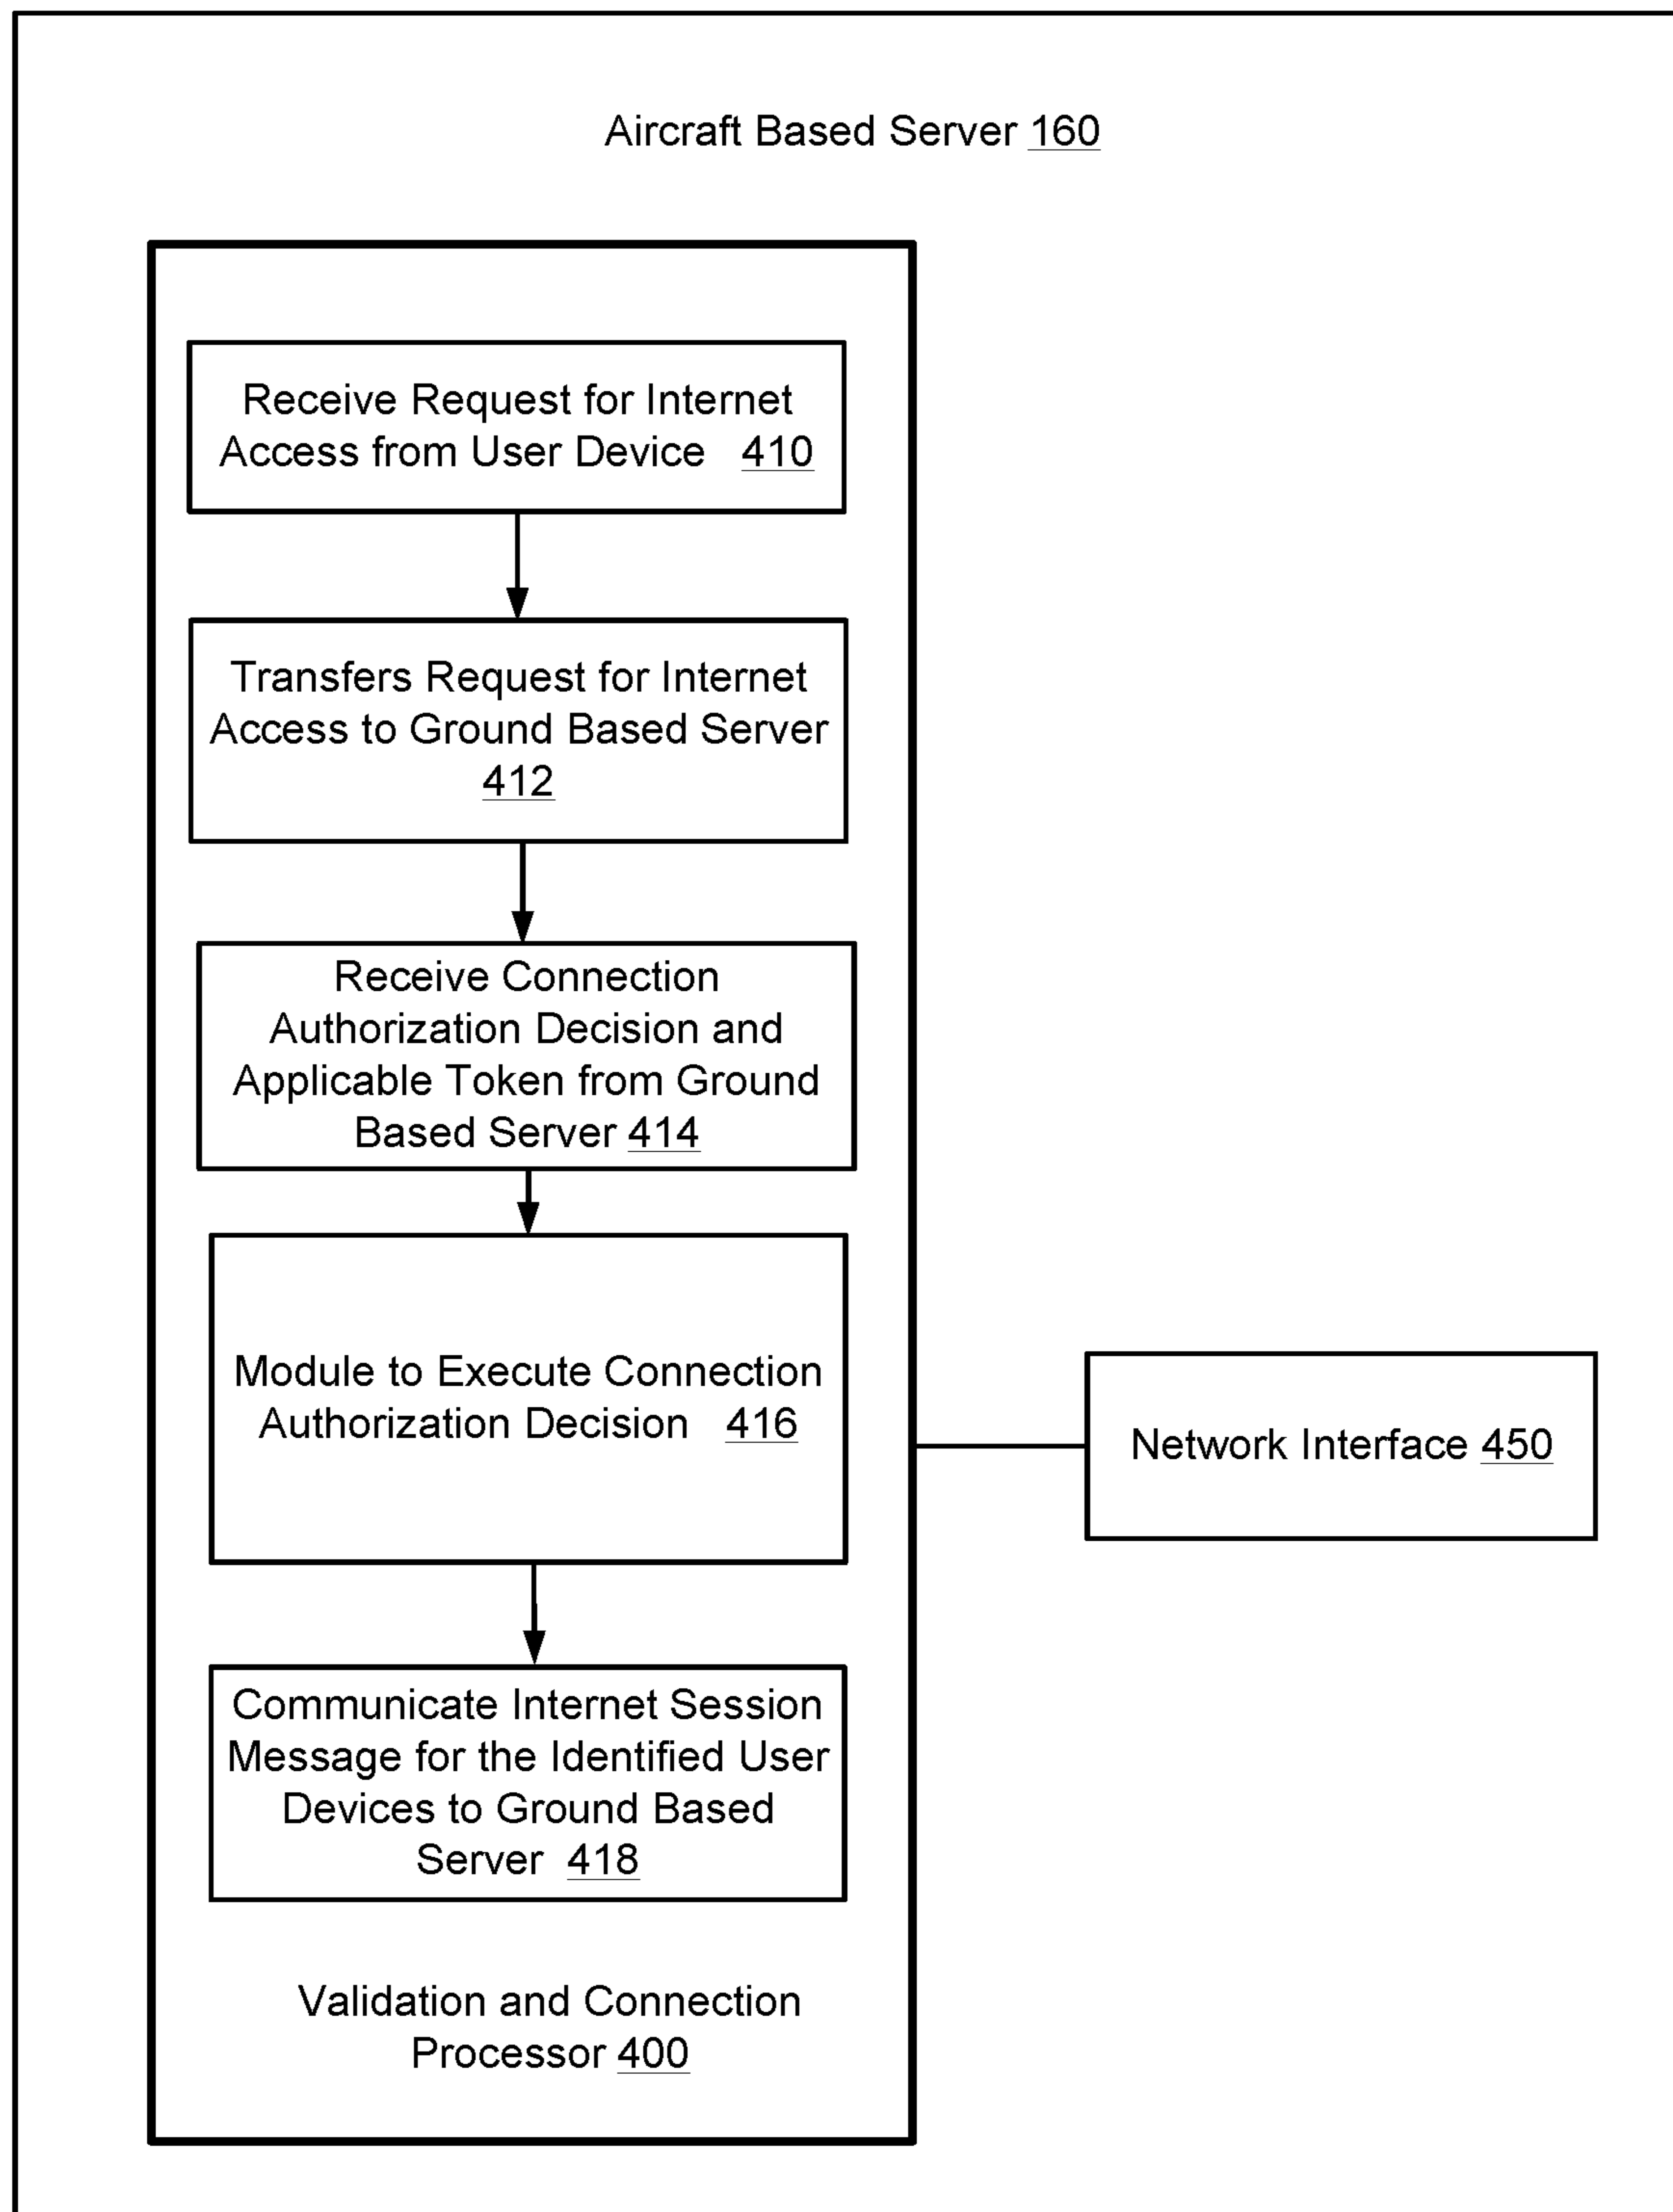 Aircraft Based Server 160
Receive Request for Internet
Access from User Device 410
Transfers Request for Internet
Access to Ground Based Server
412
Receive Connection
Authorization Decision and
Applicable Token from Ground
Based Server 414
Module to Execute Connection
Authorization Decision 416
Network Interface 450
Communicate Internet Session
Message for the Identified User
Devices to Ground Based
Server 418
Validation and Connection
Processor 400